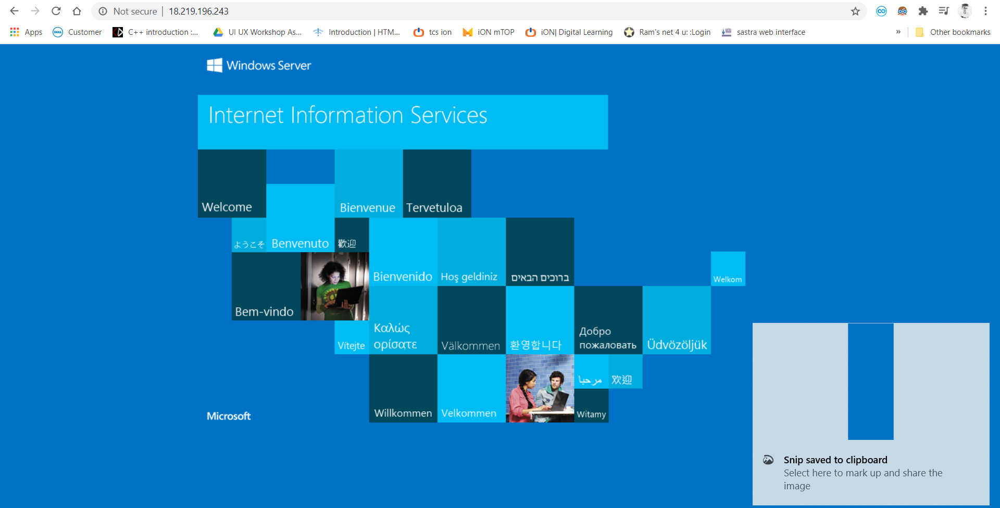 Not secure | 18.219.196.243
Apps
Customer
C++ introduction :...
UI UX Workshop As...
Introduction | HTM...
tcs ion
iON mTOP
iON| Digital Learning
Ram's net 4 u: :Login
sastra web interface
»
Other bookmarks
Windows Server
Internet Information Services
Welcome
Bienvenue
Tervetuloa
ようこそ
Benvenuto
歡迎
Bienvenido
Hoş geldiniz
ברוכים הבאים
Welkom
Bem-vindo
Vítejte
Καλώς
ορίσατε
Välkommen
환영합니다
Добро
пожаловать
Üdvözöljük
مرحبا
欢迎
Microsoft
Willkommen
Velkommen
Witamy
Snip saved to clipboard
Select here to mark up and share the
image